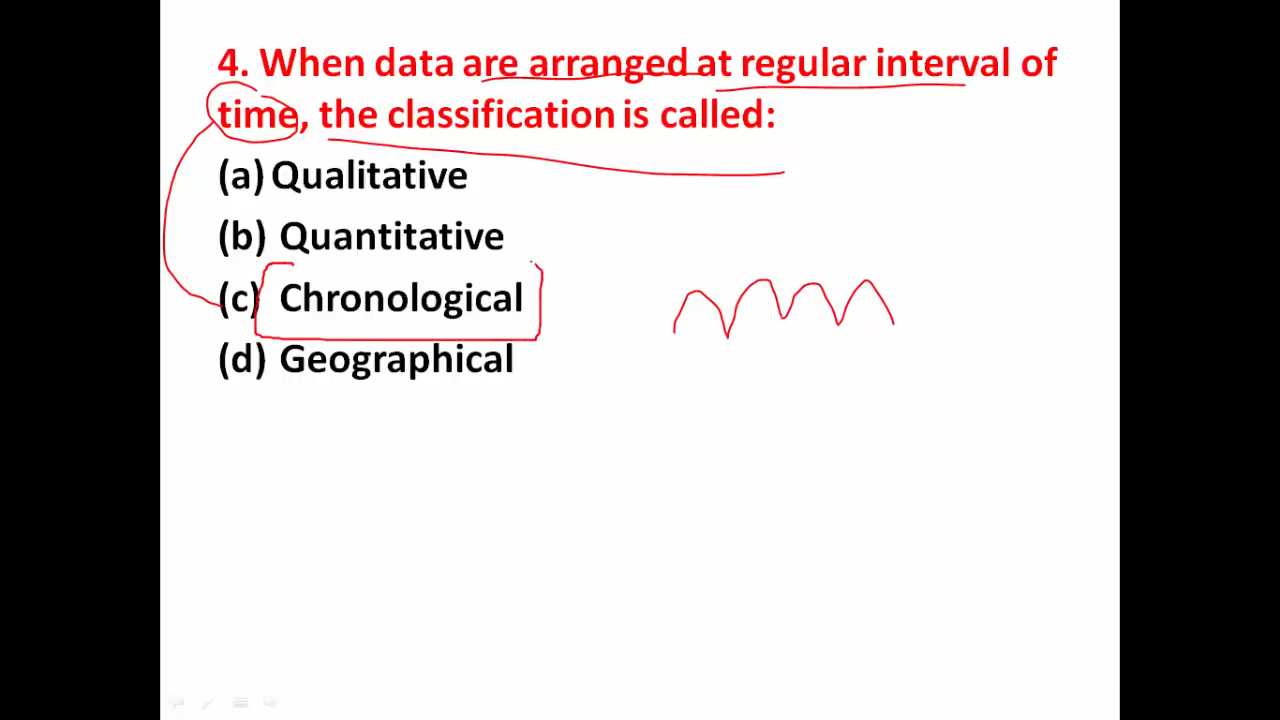 4. When data are arranged at regular interval of
time, the classification is called:
(a) Qualitative
(b) Quantitative
(c) Chronological
(d) Geographical